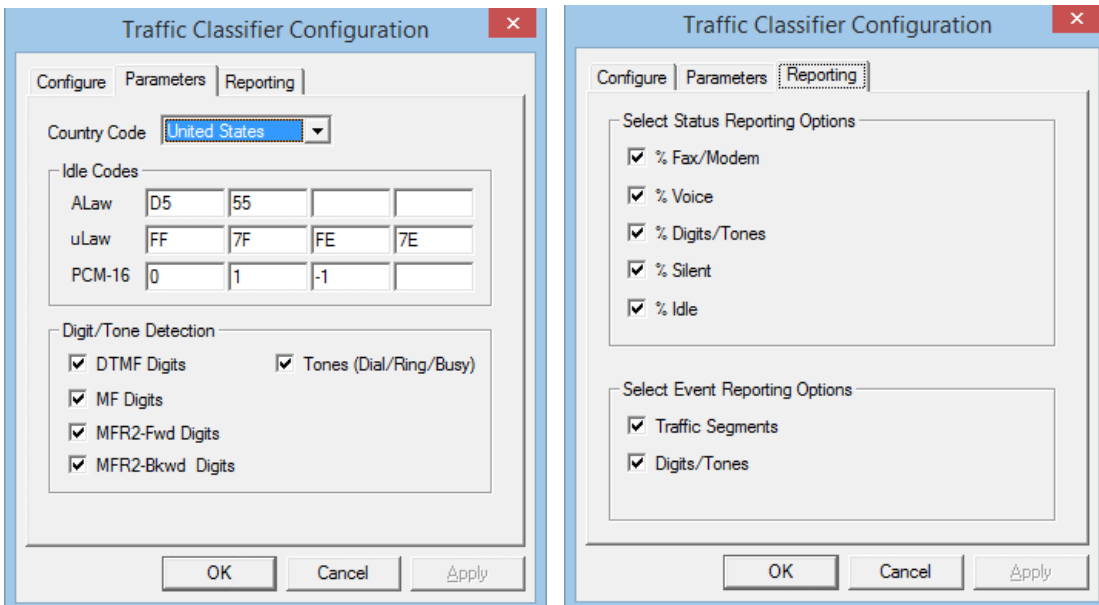 Traffic Classifier Configuration
×
Configure Parameters Reporting
Country Code United States
Idle Codes
ALaw D5 55
uLaw FF 7F FE 7E
PCM-16 0 1 -1
Digit/Tone Detection
DTMF Digits Tones (Dial/Ring/Busy)
MF Digits
MFR2-Fwd Digits
MFR2-Bkwd Digits
OK Cancel Apply
Traffic Classifier Configuration
×
Configure Parameters Reporting
Select Status Reporting Options
% Fax/Modem
% Voice
% Digits/Tones
% Silent
% Idle
Select Event Reporting Options
Traffic Segments
Digits/Tones
OK Cancel Apply